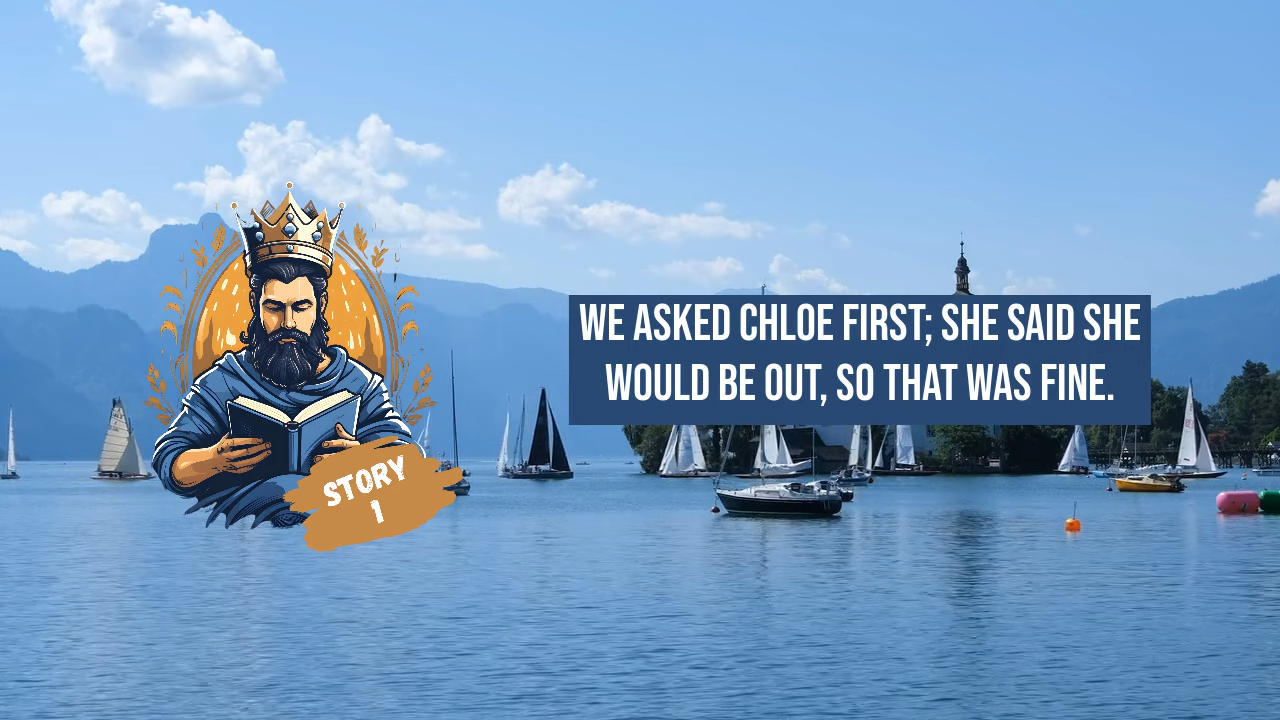 WE ASKED CHLOE FIRST; SHE SAID SHE
WOULD BE OUT, SO THAT WAS FINE.
STORY
1